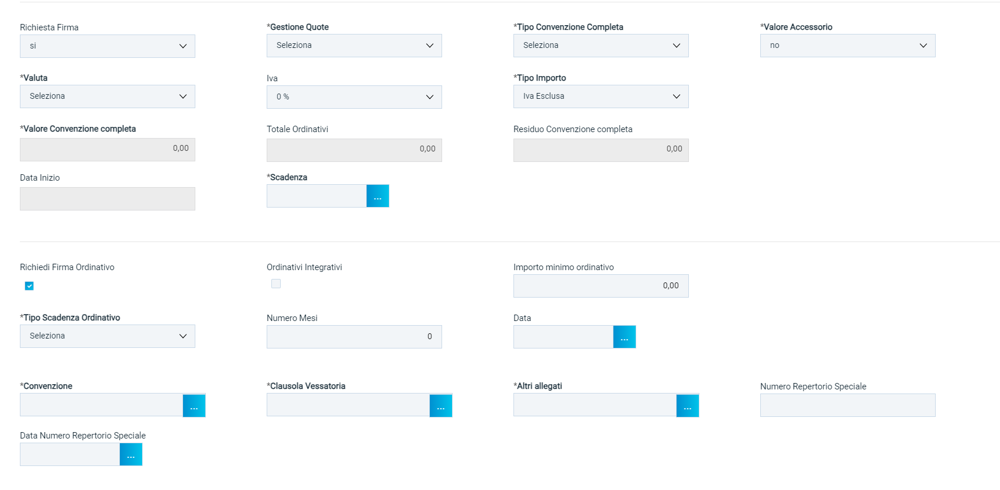 Richiesta Firma
*Gestione Quote
*Tipo Convenzione Completa
*Valore Accessorio
si
Seleziona
Seleziona
no
*Valuta
Iva
*Tipo Importo
Seleziona
0 %
Iva Esclusa
*Valore Convenzione completa
Totale Ordinativi
Residuo Convenzione completa
0,00
0,00
0,00
Data Inizio
*Scadenza
...
Richiedi Firma Ordinativo
Ordinativi Integrativi
Importo minimo ordinativo
0,00
*Tipo Scadenza Ordinativo
Numero Mesi
Data
Seleziona
0
...
*Convenzione
*Clausola Vessatoria
*Altri allegati
Numero Repertorio Speciale
...
...
...
Data Numero Repertorio Speciale
...